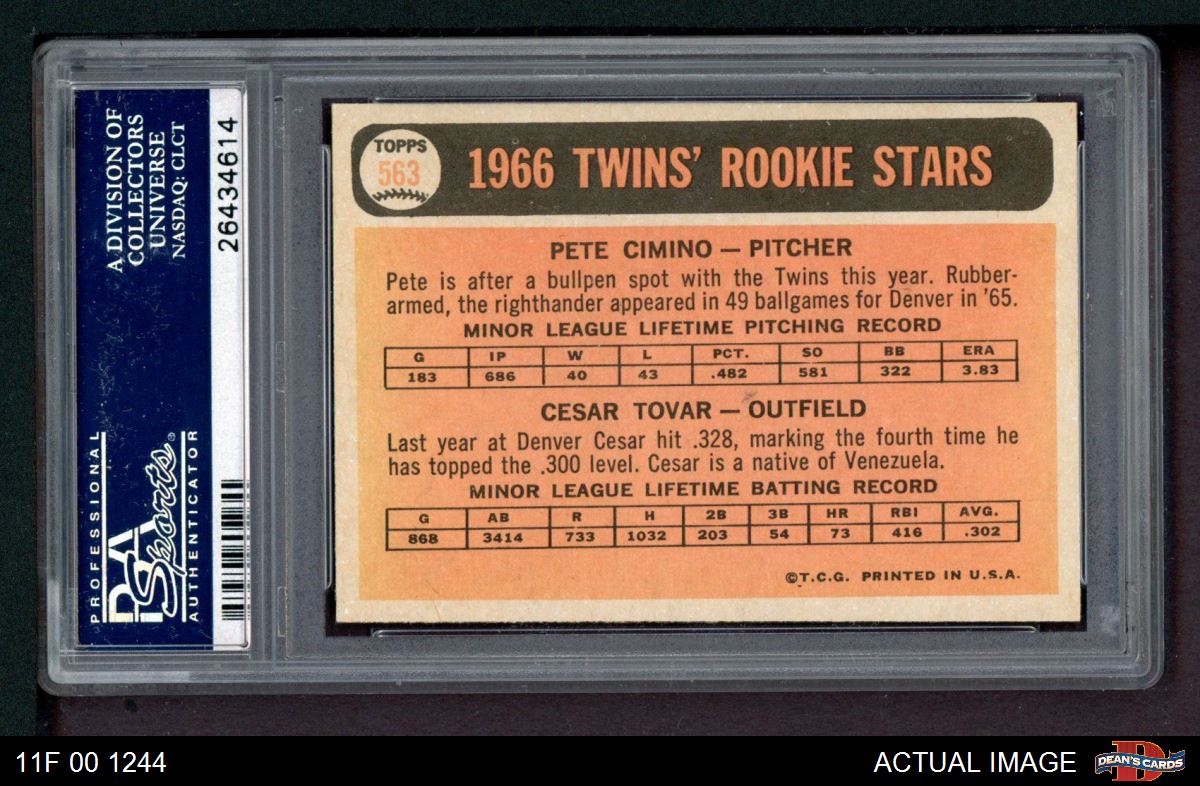 A DIVISION OF
COLLECTORS
UNIVERSE
NASDAQ: CLCT
26434614
PROFESSIONAL
PSA
Sports®
AUTHENTICATOR
TOPPS
563
1966 TWINS' ROOKIE STARS
PETE CIMINO — PITCHER
Pete is after a bullpen spot with the Twins this year. Rubber-
armed, the righthander appeared in 49 ballgames for Denver in '65.
MINOR LEAGUE LIFETIME PITCHING RECORD
G IP W L PCT. SO BB ERA
183 686 40 43 .482 581 322 3.83
CESAR TOVAR — OUTFIELD
Last year at Denver Cesar hit .328, marking the fourth time he
has topped the .300 level. Cesar is a native of Venezuela.
MINOR LEAGUE LIFETIME BATTING RECORD
G AB R H 2B 3B HR RBI AVG.
868 3414 733 1032 203 54 73 416 .302
©T.C.G. PRINTED IN U.S.A.
11F 00 1244
ACTUAL IMAGE
DEAN'S CARDS